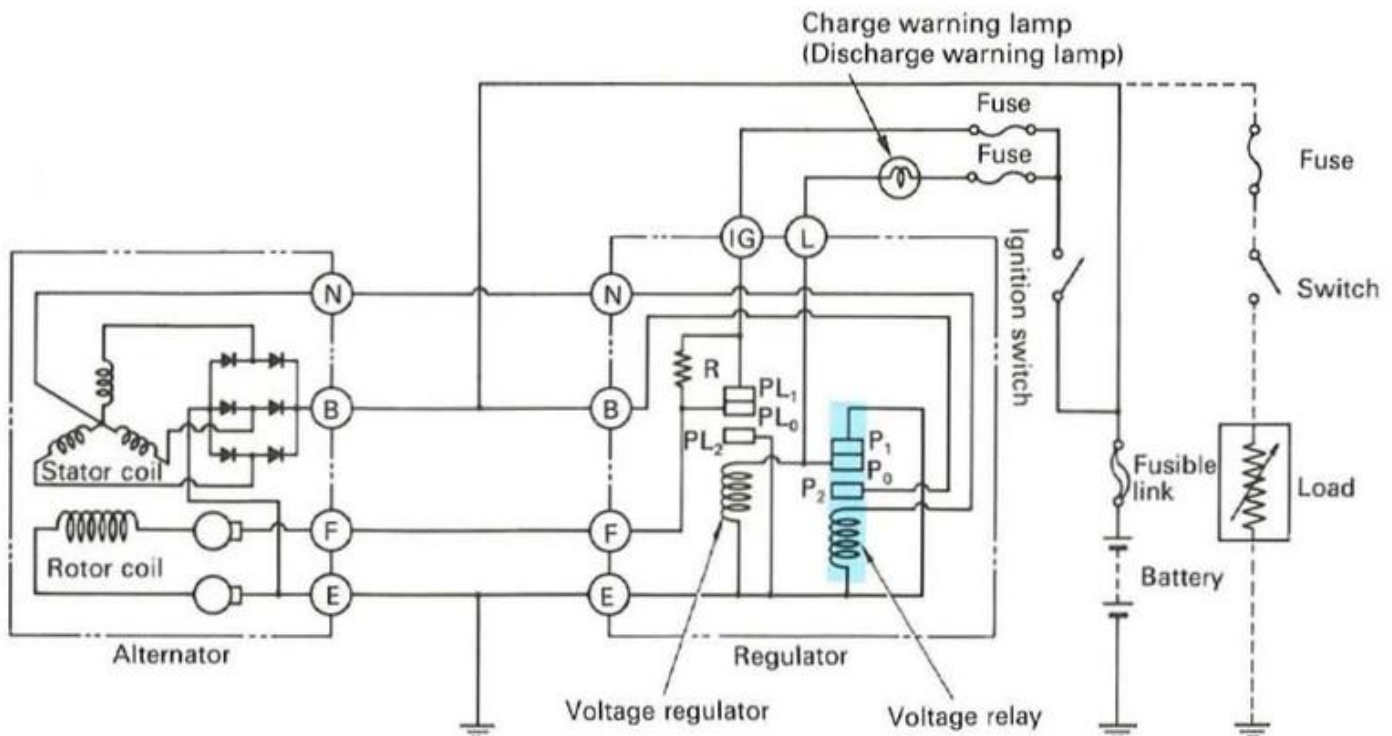 Charge warning lamp
(Discharge warning lamp)
Fuse
Fuse
Fuse
IG
L
Ignition switch
N
N
Switch
R
PL₁
PL₀
B
B
PL₂
P₁
P₀
P₂
Stator coil
Fusible
link
Load
F
F
Rotor coil
Battery
E
E
Alternator
Regulator
Voltage regulator
Voltage relay